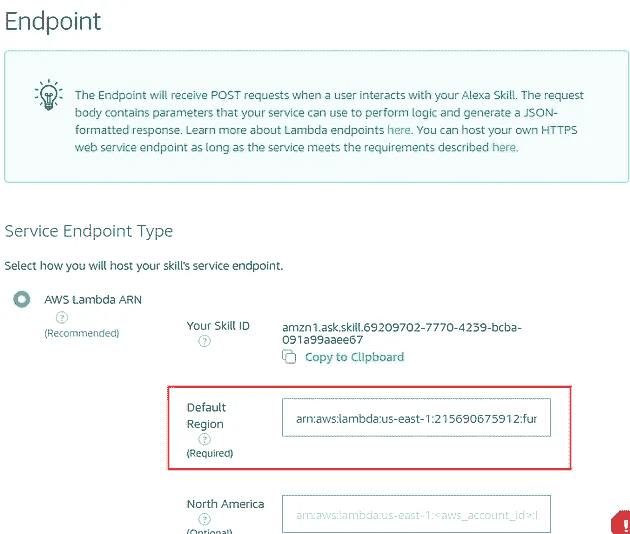 Endpoint
The Endpoint will receive POST requests when a user interacts with your Alexa Skill. The request
body contains parameters that your service can use to perform logic and generate a JSON-
formatted response. Learn more about Lambda endpoints here. You can host your own HTTPS
web service endpoint as long as the service meets the requirements described here.
Service Endpoint Type
Select how you will host your skill's service endpoint.
AWS Lambda ARN
?
(Recommended)
Your Skill ID
?
amzn1.ask.skill.69209702-7770-4239-bcba-
091a99aaee67
Copy to Clipboard
Default
Region
?
(Required)
arn:aws:lambda:us-east-1:215690675912:fur
North America
?
(Optional)
arn:aws:lambda:us-east-1:<aws_account_id>:l
!